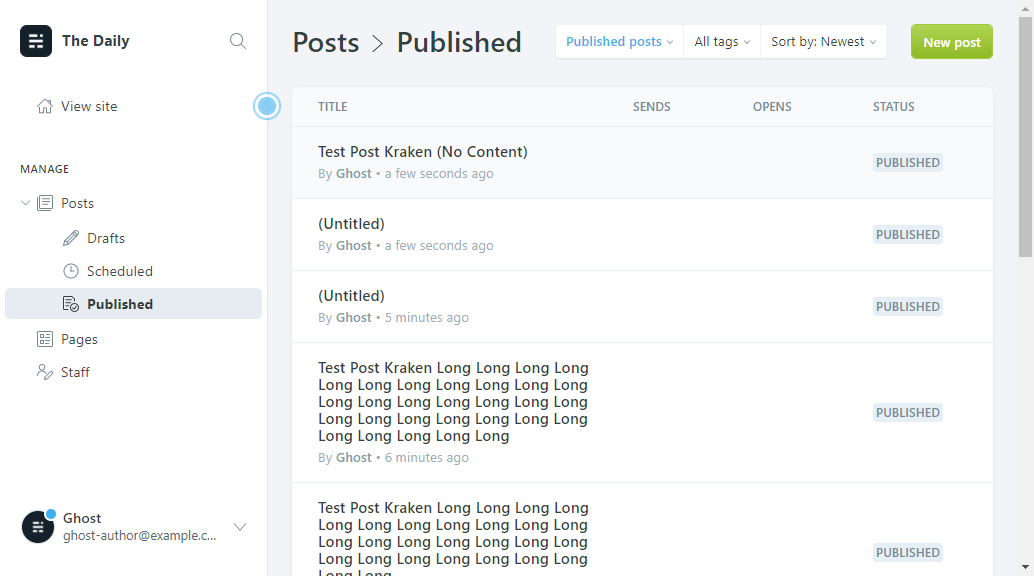 The Daily
View site
MANAGE
Posts
Drafts
Scheduled
Published
Pages
Staff
Ghost
ghost-author@example.c...
Posts > Published
Published posts
All tags
Sort by: Newest
New post
TITLE SENDS OPENS STATUS
Test Post Kraken (No Content)
By Ghost • a few seconds ago
PUBLISHED
(Untitled)
By Ghost • a few seconds ago
PUBLISHED
(Untitled)
By Ghost • 5 minutes ago
PUBLISHED
Test Post Kraken Long Long Long Long
Long Long Long Long Long Long Long
Long Long Long Long Long Long Long
Long Long Long Long Long Long Long
Long Long Long Long Long
By Ghost • 6 minutes ago
PUBLISHED
Test Post Kraken Long Long Long Long
Long Long Long Long Long Long Long
Long Long Long Long Long Long Long
Long Long Long Long Long Long Long
Long Long
PUBLISHED